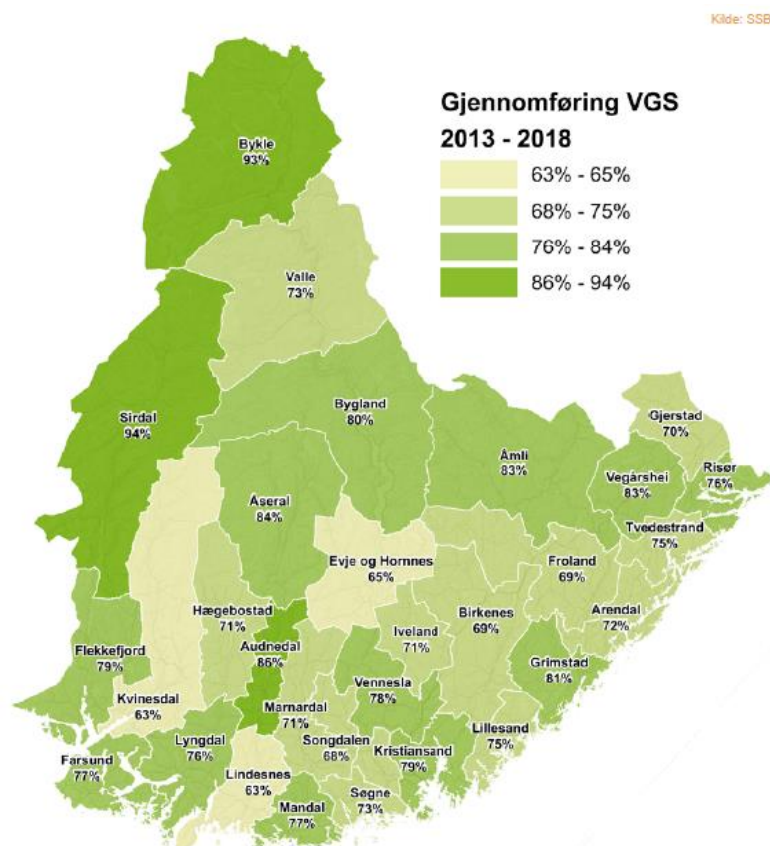 Kilde: SSB
Gjennomføring VGS
2013 - 2018
63% - 65%
68% - 75%
76% - 84%
86% - 94%
Bykle
93%
Valle
73%
Sirdal
94%
Bygland
80%
Gjerstad
70%
Åmli
83%
Vegårshei
83%
Risør
76%
Åseral
84%
Tvedestrand
75%
Evje og Hornnes
65%
Froland
69%
Hægebostad
71%
Birkenes
69%
Arendal
72%
Iveland
71%
Flekkefjord
79%
Audnedal
86%
Grimstad
81%
Vennesla
78%
Kvinesdal
63%
Marnardal
71%
Lillesand
75%
Lyngdal
76%
Songdalen
68%
Kristiansand
79%
Farsund
77%
Lindesnes
63%
Mandal
77%
Søgne
73%